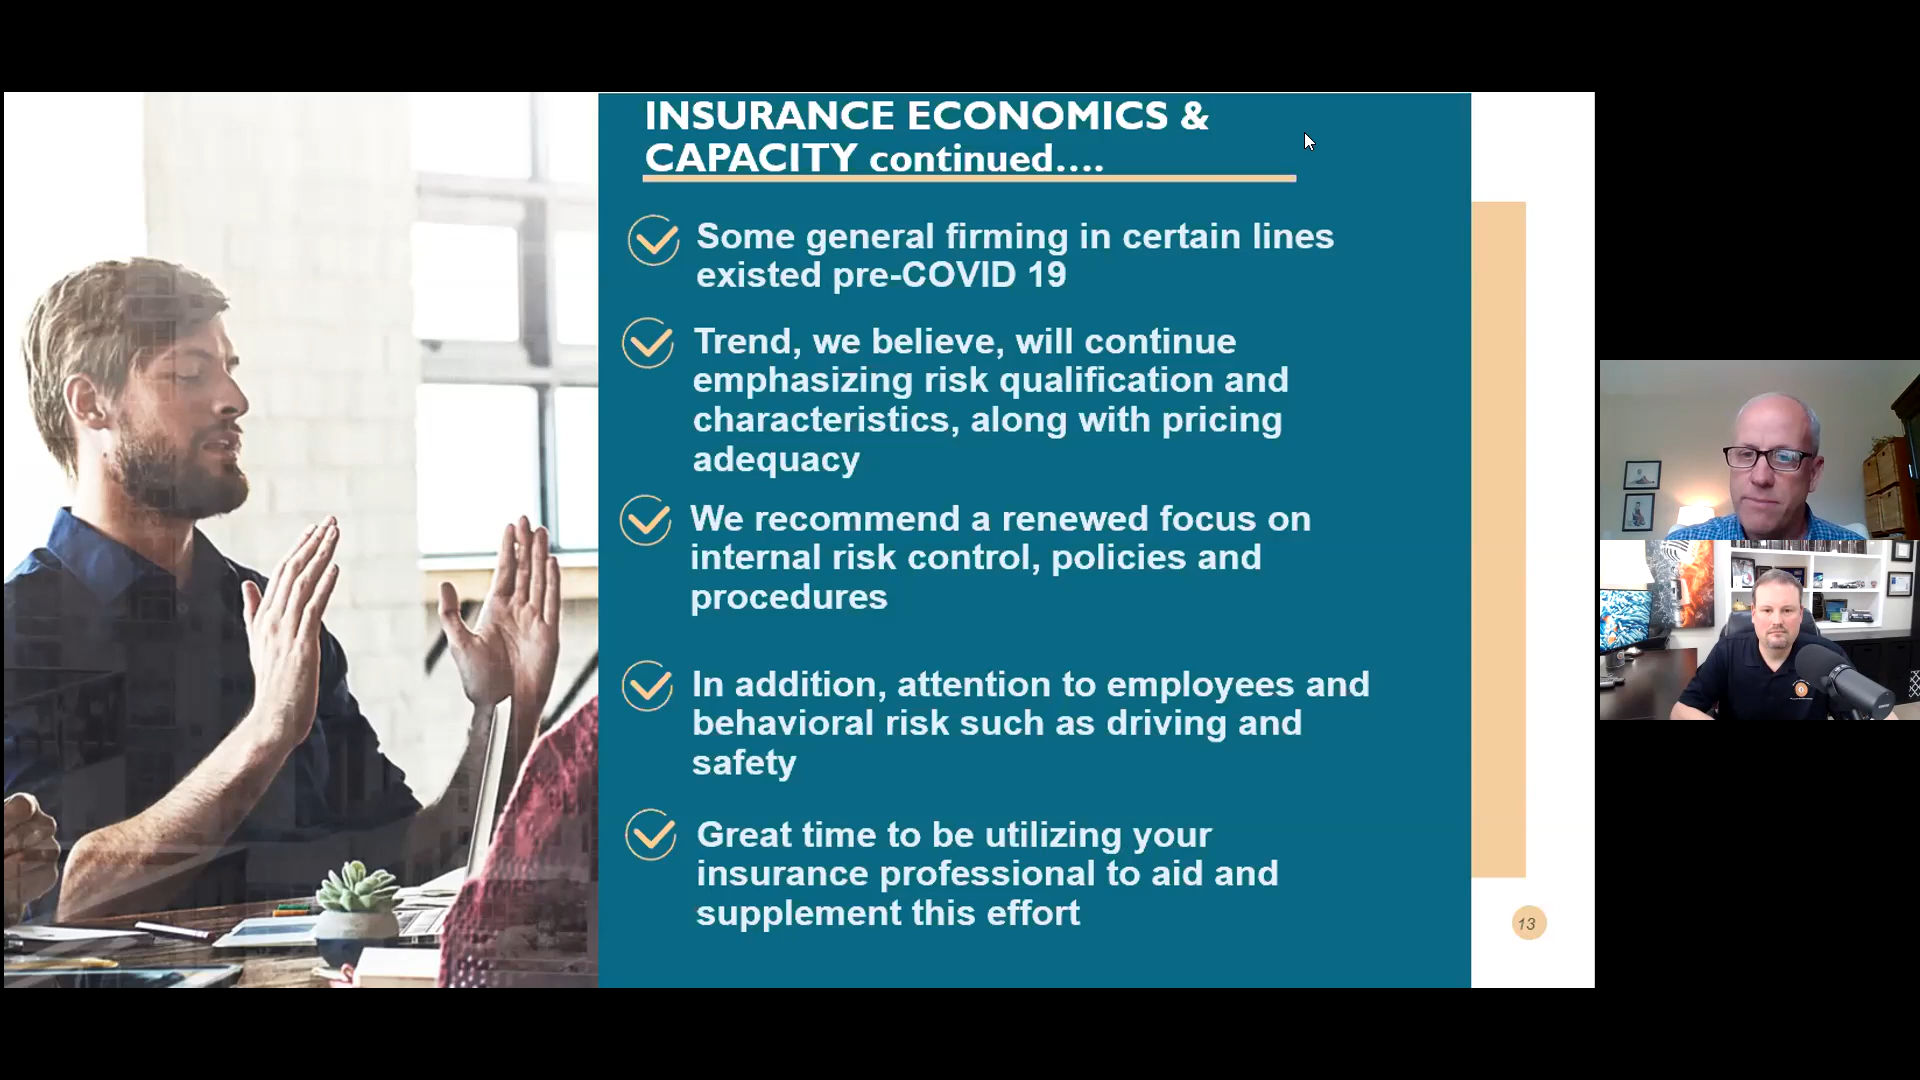 INSURANCE ECONOMICS &
CAPACITY continued....
Some general firming in certain lines
existed pre-COVID 19
Trend, we believe, will continue
emphasizing risk qualification and
characteristics, along with pricing
adequacy
We recommend a renewed focus on
internal risk control, policies and
procedures
In addition, attention to employees and
behavioral risk such as driving and
safety
Great time to be utilizing your
insurance professional to aid and
supplement this effort
13